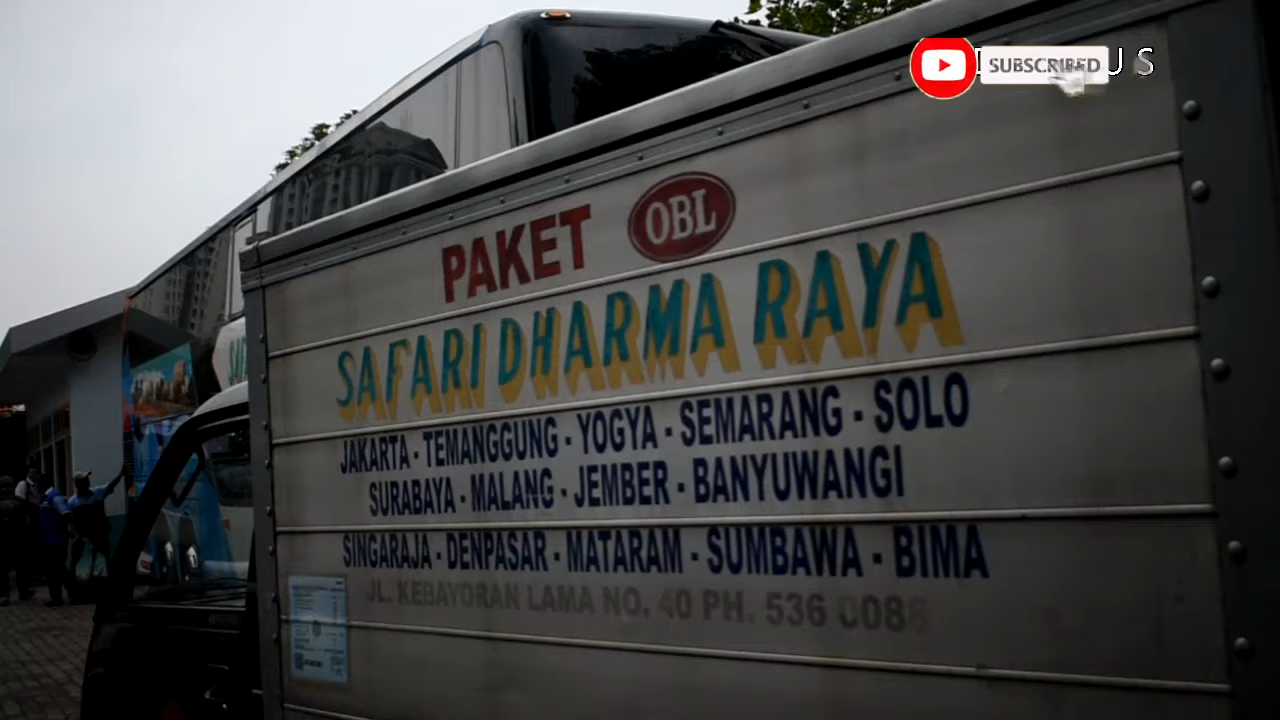 SUBSCRIBED
U S
PAKET OBL
SAFARI DHARMA RAYA
JAKARTA - TEMANGGUNG - YOGYA - SEMARANG - SOLO
SURABAYA - MALANG - JEMBER - BANYUWANGI
SINGARAJA - DENPASAR - MATARAM - SUMBAWA - BIMA
JL. KEBAYORAN LAMA NO. 40 PH. 536 008